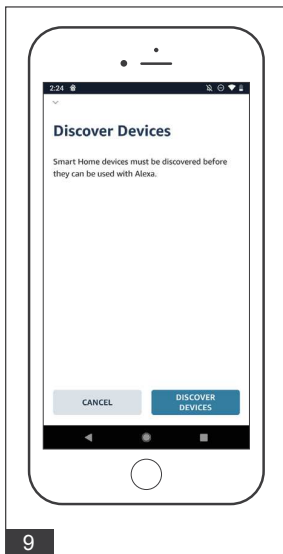 2:24
Discover Devices
Smart Home devices must be discovered before
they can be used with Alexa.
CANCEL
DISCOVER
DEVICES
9